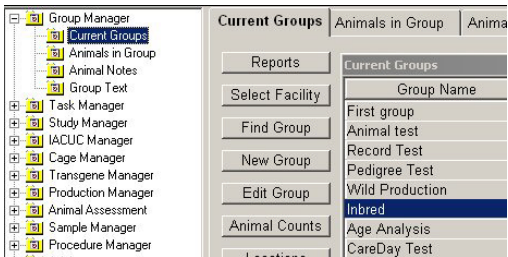 Group Manager
Current Groups
Animals in Group
Animal Notes
Group Text
Task Manager
Study Manager
IACUC Manager
Cage Manager
Transgene Manager
Production Manager
Animal Assessment
Sample Manager
Procedure Manager
Current Groups Animals in Group Anima
Reports
Select Facility
Find Group
New Group
Edit Group
Animal Counts
Locations
Current Groups
Group Name
First group
Animal test
Record Test
Pedigree Test
Wild Production
Inbred
Age Analysis
CareDay Test